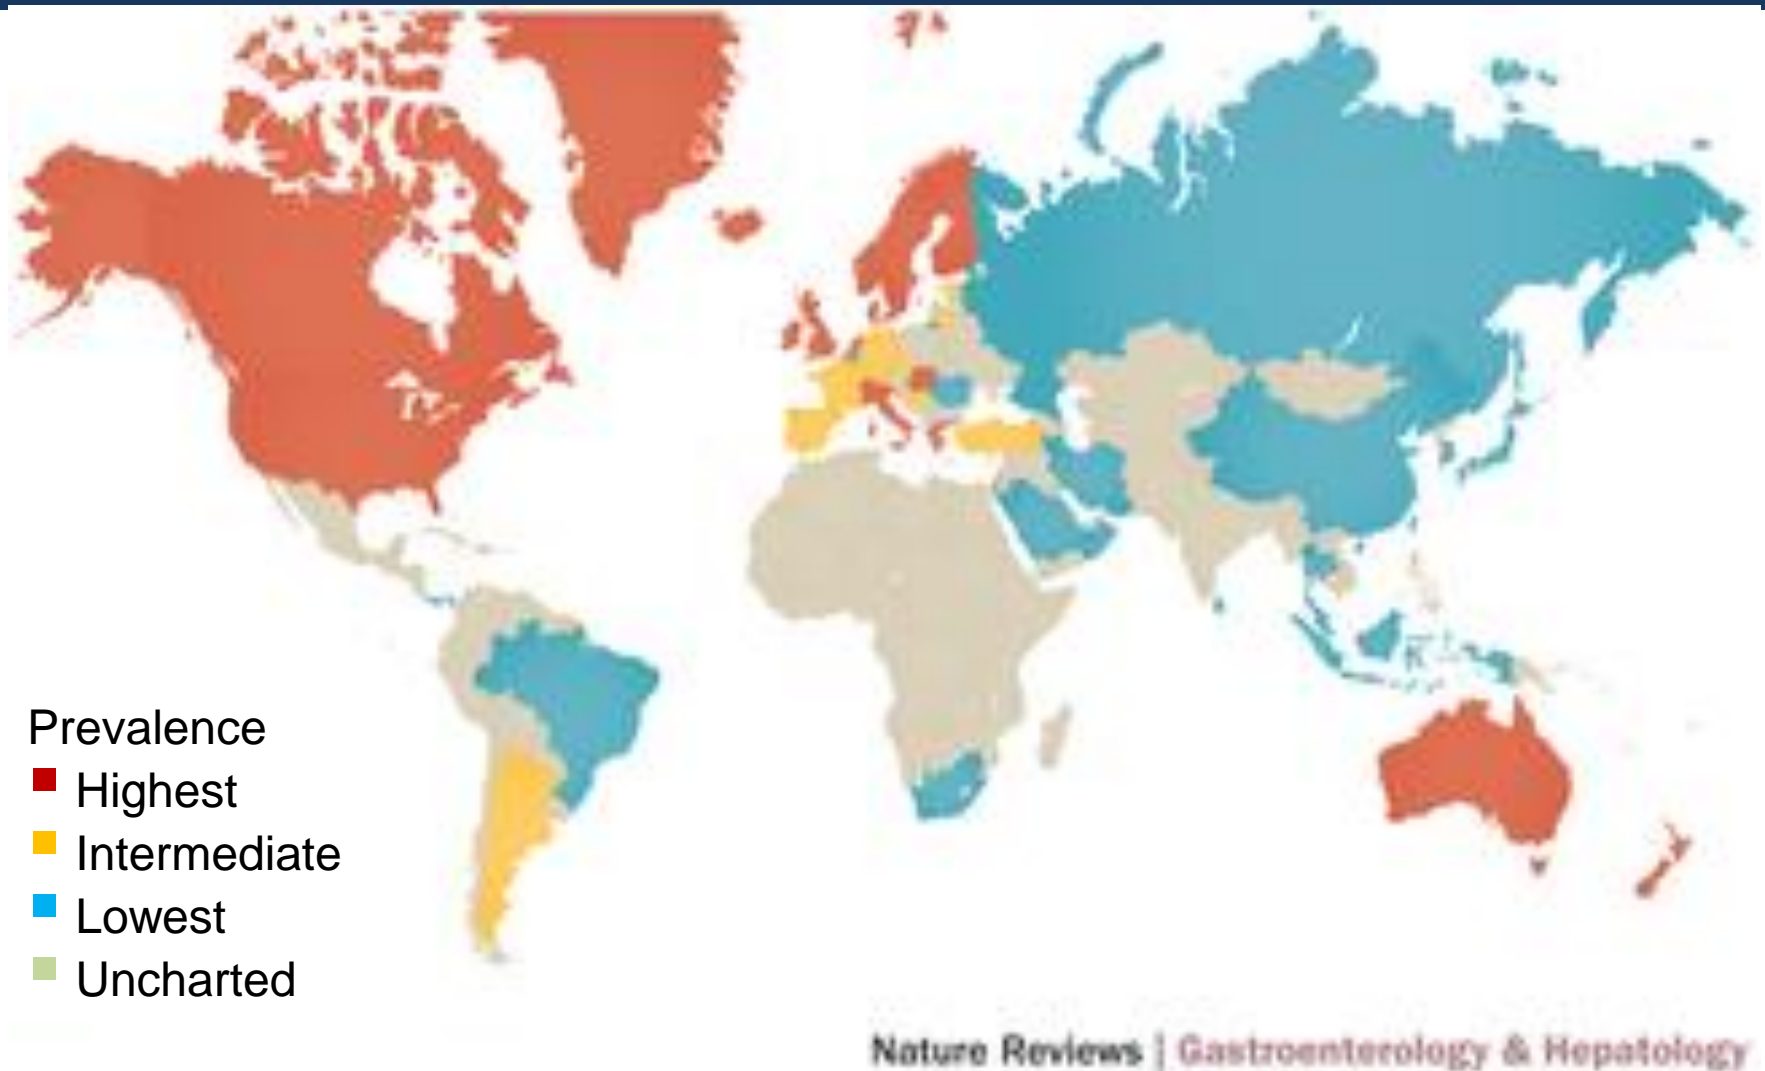 Prevalence
Highest
Intermediate
Lowest
Uncharted
Nature Reviews | Gastroenterology & Hepatology